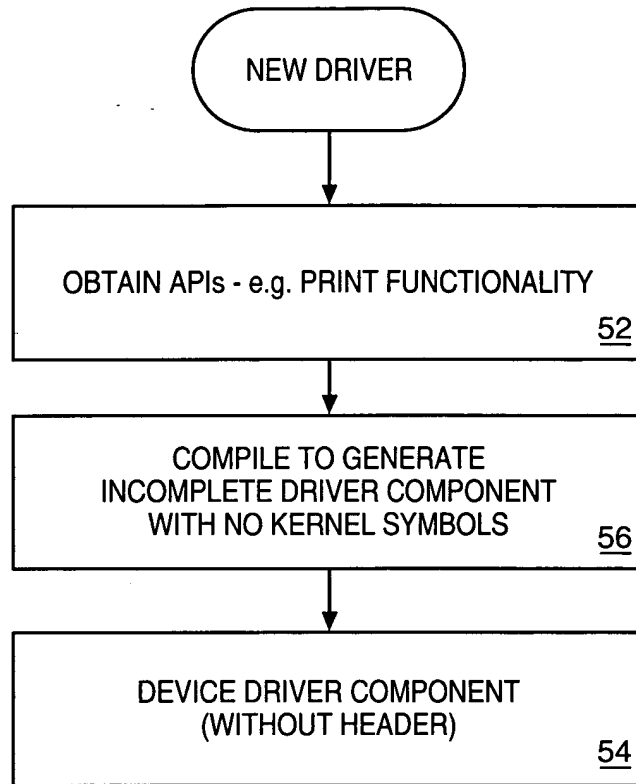 NEW DRIVER
OBTAIN APIs - e.g. PRINT FUNCTIONALITY
52
COMPILE TO GENERATE
INCOMPLETE DRIVER COMPONENT
WITH NO KERNEL SYMBOLS
56
DEVICE DRIVER COMPONENT
(WITHOUT HEADER)
54